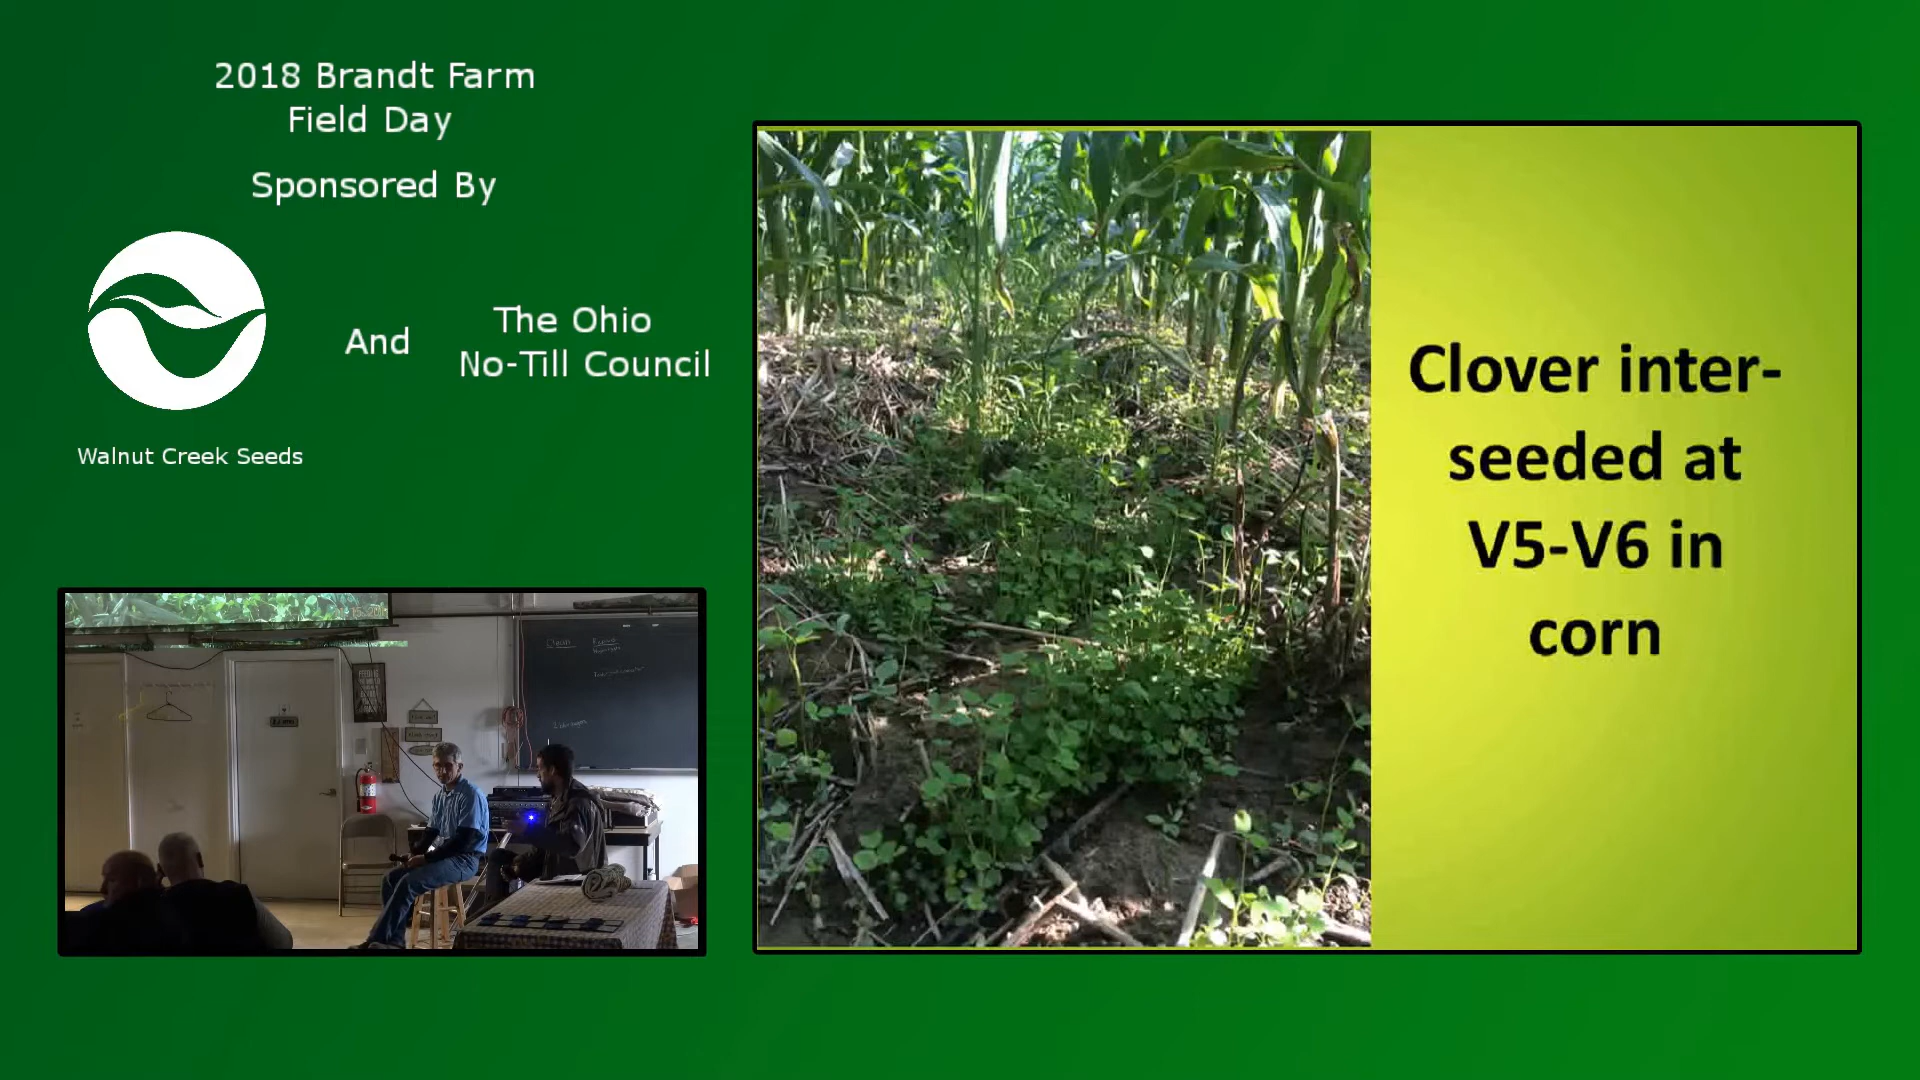 2018 Brandt Farm
Field Day
Sponsored By
And
The Ohio
No-Till Council
Walnut Creek Seeds
Clover inter-
seeded at
V5-V6 in
corn